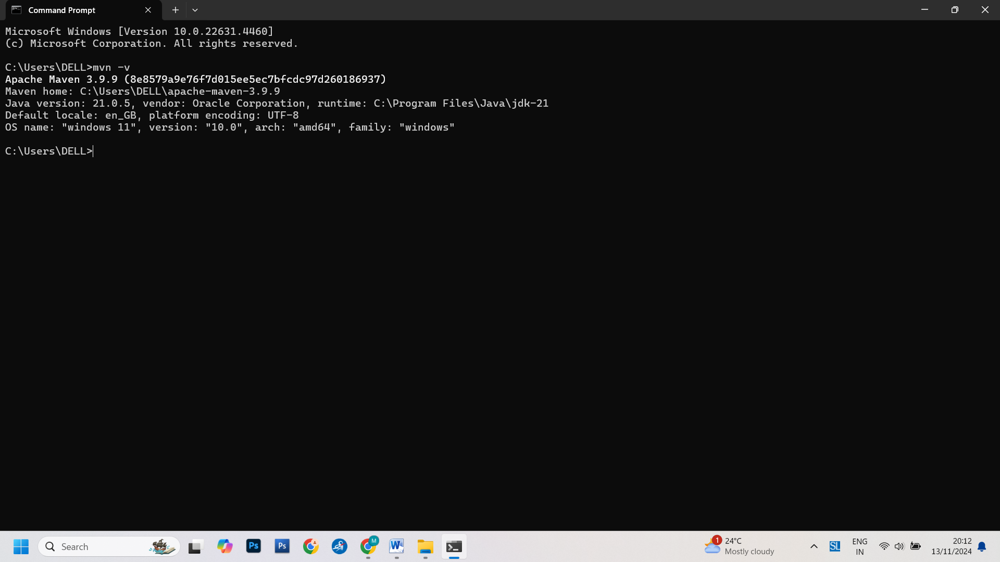 Command Prompt
Microsoft Windows [Version 10.0.22631.4460]
(c) Microsoft Corporation. All rights reserved.
C:\Users\DELL>mvn -v
Apache Maven 3.9.9 (8e8579a9e76f7d015ee5ec7bfcdc97d260186937)
Maven home: C:\Users\DELL\apache-maven-3.9.9
Java version: 21.0.5, vendor: Oracle Corporation, runtime: C:\Program Files\Java\jdk-21
Default locale: en_GB, platform encoding: UTF-8
OS name: "windows 11", version: "10.0", arch: "amd64", family: "windows"
C:\Users\DELL>
Search
Ps
Ps
M
W
1
24°C
Mostly cloudy
SL
ENG
IN
20:12
13/11/2024